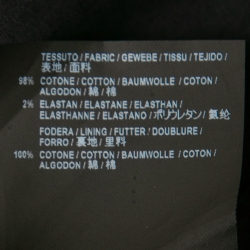 TESSUTO / FABRIC / GEWEBE / TISSU / TEJIDO /
表地 / 面料
98% COTONE / COTTON / BAUMWOLLE / COTON /
ALGODON / 綿 / 棉
2% ELASTAN / ELASTANE / ELASTHAN /
ELASTHANNE / ELASTANO / ポリウレタン / 氨纶
FODERA / LINING / FUTTER / DOUBLURE /
FORRO / 裏地 / 里料
100% COTONE / COTTON / BAUMWOLLE / COTON /
ALGODON / 綿 / 棉